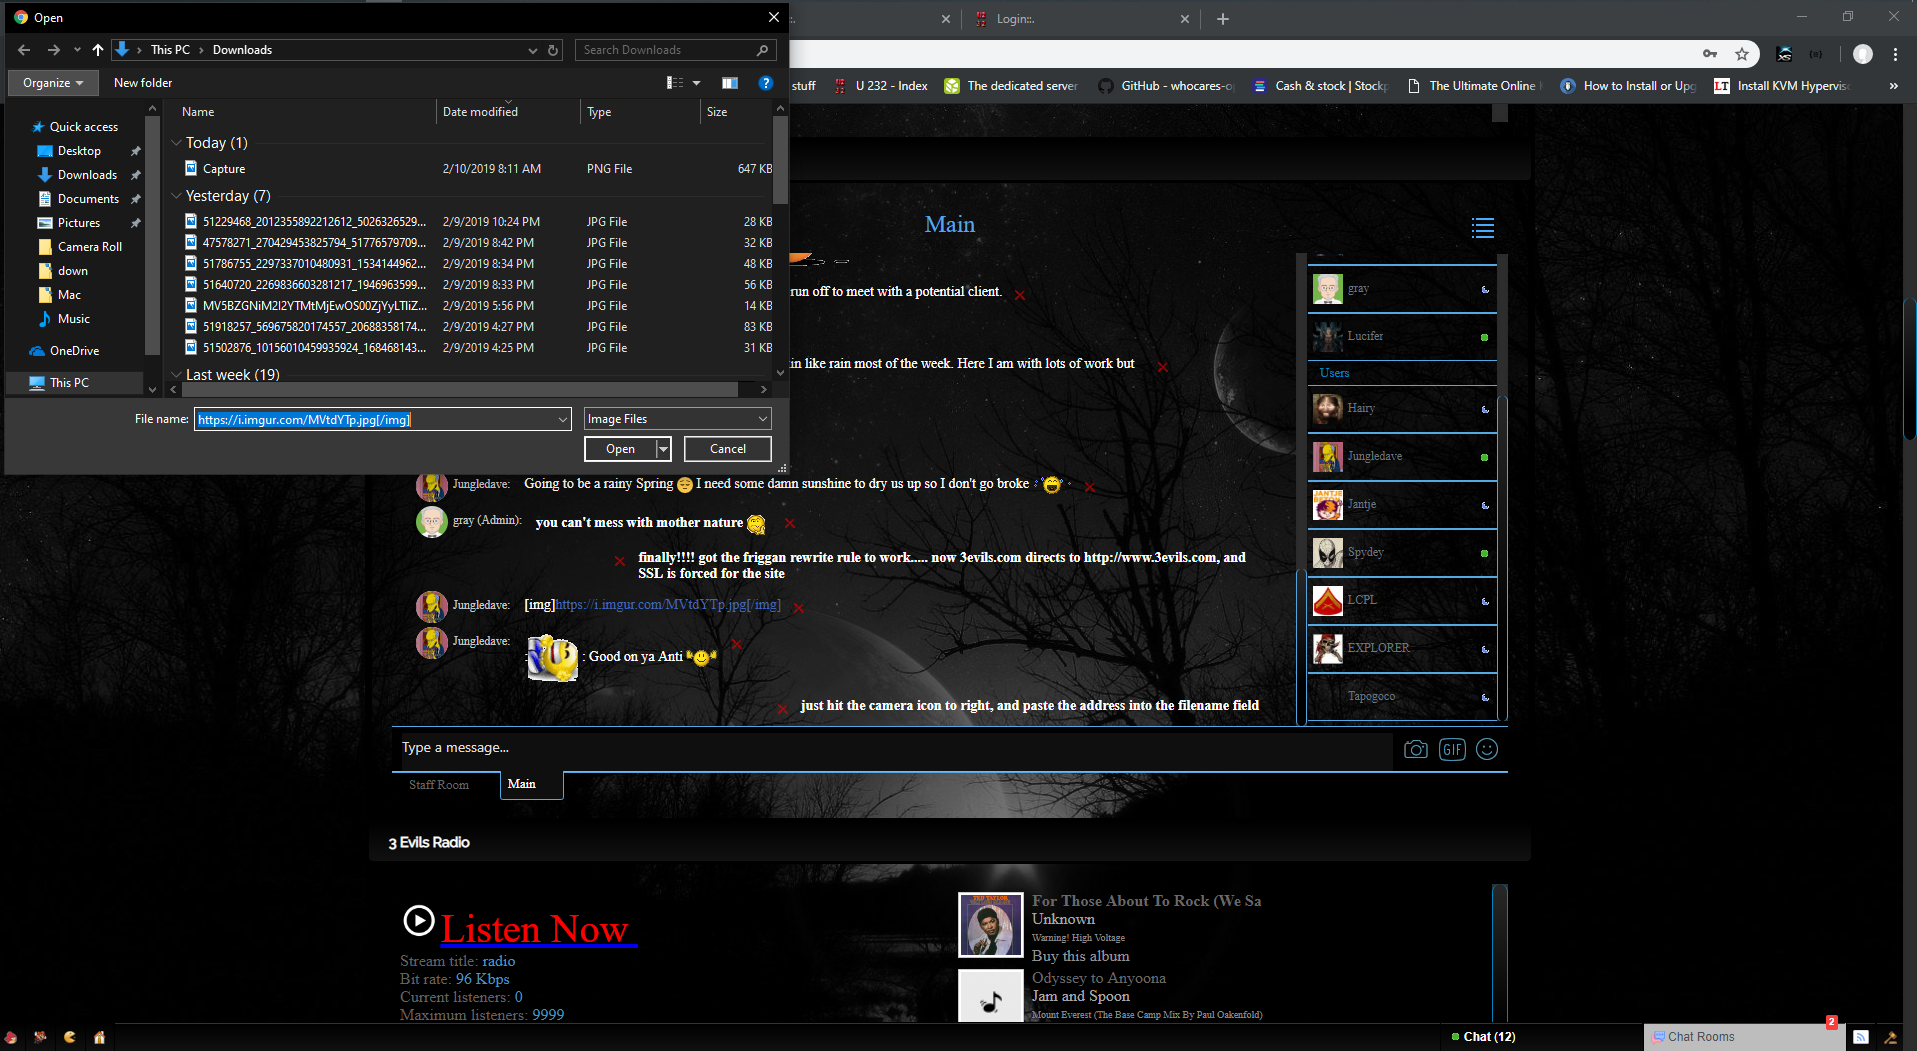 Open
Login::.
This PC
Downloads
Search Downloads
Organize
New folder
stuff
U 232 - Index
The dedicated server
GitHub - whocares-op
Cash & stock | Stockp
The Ultimate Online
How to Install or Upg
Install KVM Hypervis
»
Name
Date modified
Type
Size
Quick access
Desktop
Downloads
Documents
Pictures
Camera Roll
down
Mac
Music
OneDrive
This PC
Today (1)
Capture 2/10/2019 8:11 AM PNG File 647 KB
Yesterday (7)
51229468_2012355892212612_5026326529... 2/9/2019 10:24 PM JPG File 28 KB
47578271_270429453825794_51776579709... 2/9/2019 8:42 PM JPG File 32 KB
51786755_2297337010480931_1534144962... 2/9/2019 8:34 PM JPG File 48 KB
51640720_2269836603281217_1946963599... 2/9/2019 8:33 PM JPG File 56 KB
MV5BZGNiM2I2YTMtMjEwOS00ZjYyLTliZ... 2/9/2019 5:56 PM JPG File 14 KB
51918257_569675820174557_20688358174... 2/9/2019 4:27 PM JPG File 83 KB
51502876_10156010459935924_168468143... 2/9/2019 4:25 PM JPG File 31 KB
Last week (19)
File name: https://i.imgur.com/MVtdYTp.jpg[/img]
Image Files
Open
Cancel
Main
run off to meet with a potential client.
in like rain most of the week. Here I am with lots of work but
Jungledave: Going to be a rainy Spring I need some damn sunshine to dry us up so I don't go broke
gray (Admin): you can't mess with mother nature
finally!!!! got the friggan rewrite rule to work..... now 3evils.com directs to http://www.3evils.com, and
SSL is forced for the site
Jungledave: [img]https://i.imgur.com/MVtdYTp.jpg[/img]
Jungledave: : : Good on ya Anti
just hit the camera icon to right, and paste the address into the filename field
gray
Lucifer
Users
Hairy
Jungledave
Jantje
Spydey
LCPL
EXPLORER
Tapogoco
Type a message...
GIF
Staff Room
Main
3 Evils Radio
Listen Now
Stream title: radio
Bit rate: 96 Kbps
Current listeners: 0
Maximum listeners: 9999
TED TAYLOR
For Those About To Rock (We Sa
Unknown
Warning! High Voltage
Buy this album
Odyssey to Anyoona
Jam and Spoon
Mount Everest (The Base Camp Mix By Paul Oakenfold)
Chat (12)
Chat Rooms
2